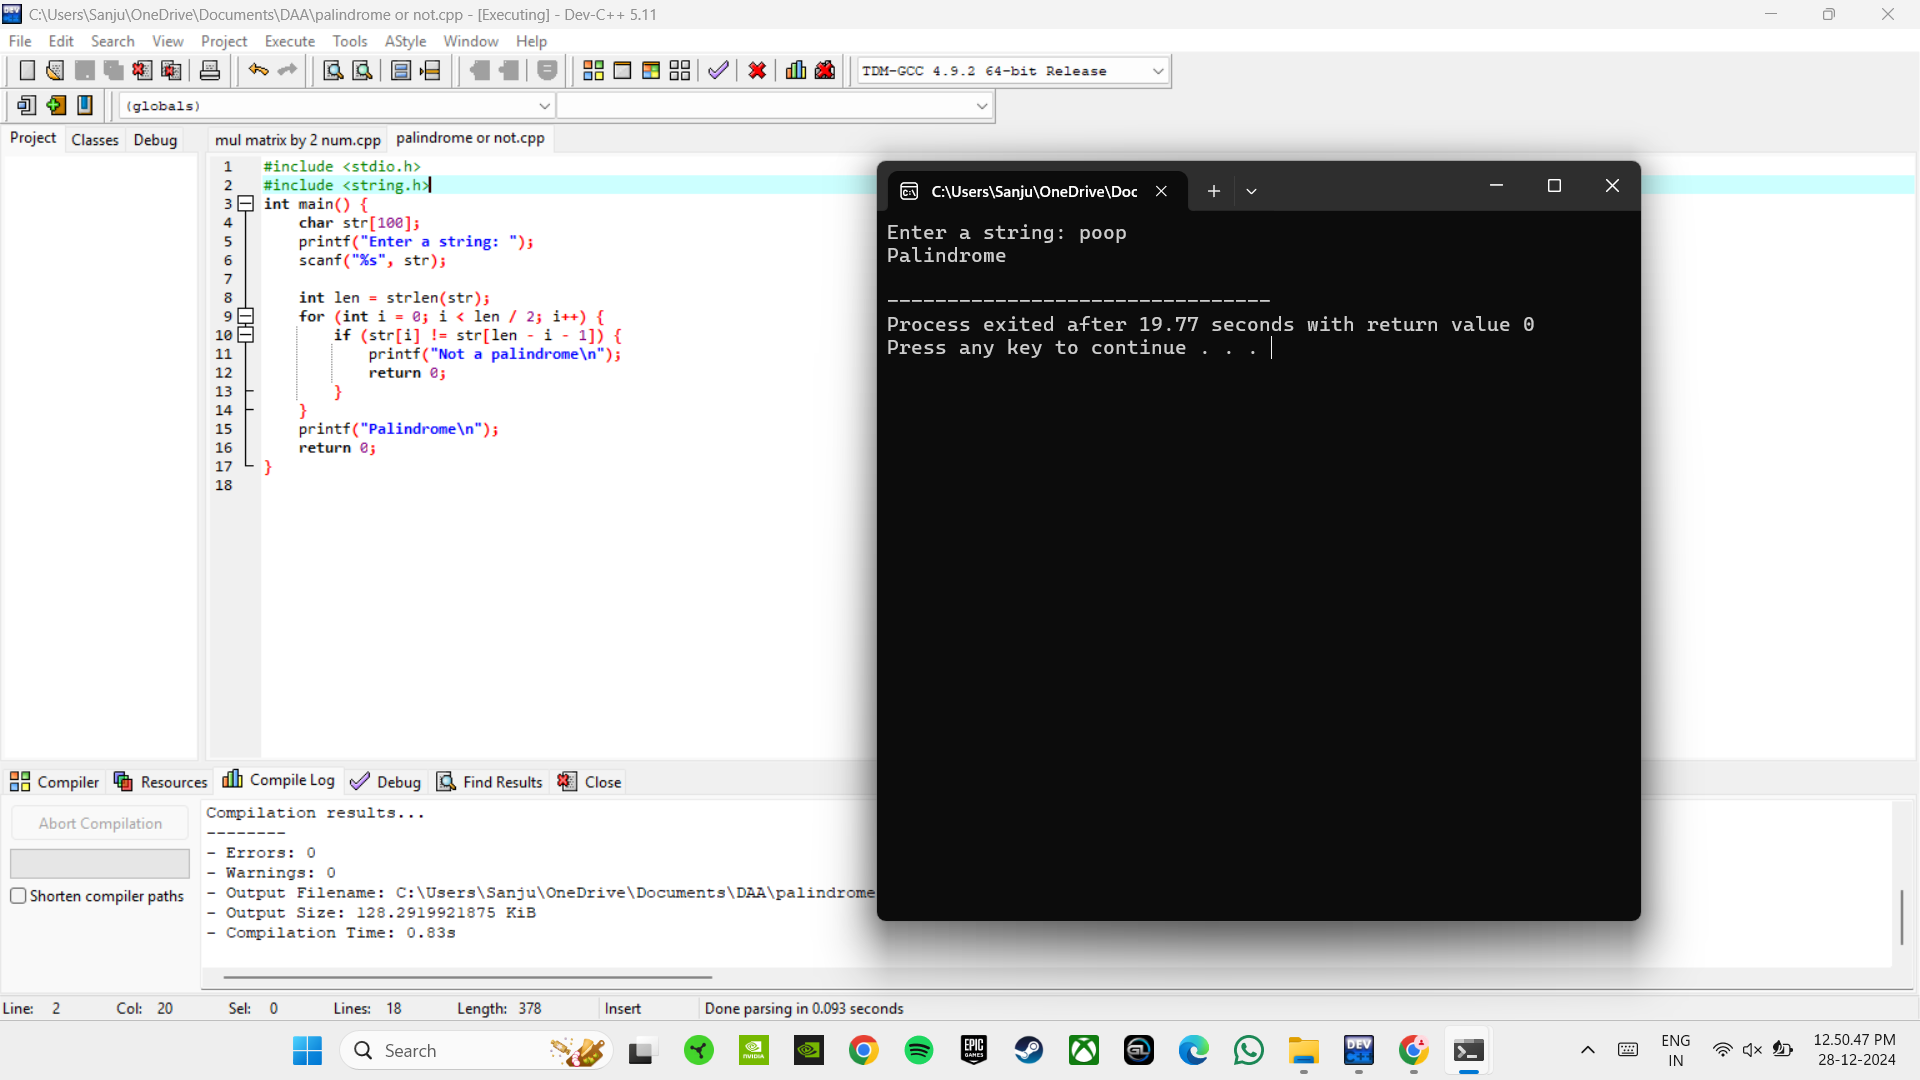 C:\Users\Sanju\OneDrive\Documents\DAA\palindrome or not.cpp - [Executing] - Dev-C++ 5.11
File Edit Search View Project Execute Tools AStyle Window Help
TDM-GCC 4.9.2 64-bit Release
(globals)
Project Classes Debug
mul matrix by 2 num.cpp palindrome or not.cpp
1 #include <stdio.h>
2 #include <string.h>
3 int main() {
4 char str[100];
5 printf("Enter a string: ");
6 scanf("%s", str);
7
8 int len = strlen(str);
9 for (int i = 0; i < len / 2; i++) {
10 if (str[i] != str[len - i - 1]) {
11 printf("Not a palindrome\n");
12 return 0;
13 }
14 }
15 printf("Palindrome\n");
16 return 0;
17 }
18
C:\Users\Sanju\OneDrive\Doc
Enter a string: poop
Palindrome
--------------------------------
Process exited after 19.77 seconds with return value 0
Press any key to continue . . .
Compiler Resources Compile Log Debug Find Results Close
Abort Compilation
Shorten compiler paths
Compilation results...
--------
- Errors: 0
- Warnings: 0
- Output Filename: C:\Users\Sanju\OneDrive\Documents\DAA\palindrome
- Output Size: 128.2919921875 KiB
- Compilation Time: 0.83s
Line: 2 Col: 20 Sel: 0 Lines: 18 Length: 378 Insert Done parsing in 0.093 seconds
Search
NVIDIA
EPIC GAMES
DEV C++
ENG
IN
12.50.47 PM
28-12-2024